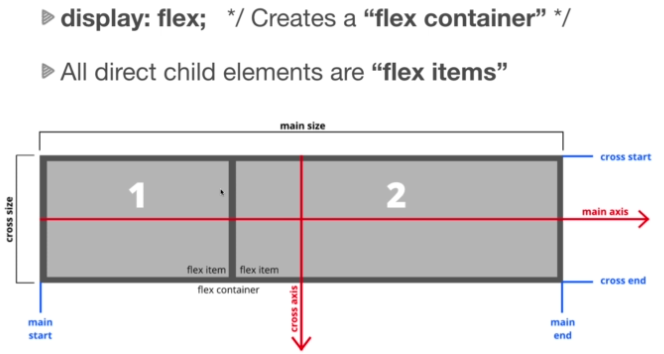 display: flex; */ Creates a “flex container” */
All direct child elements are “flex items”
main size
cross start
cross size
1 2
main axis
flex item flex item
cross end
flex container
cross axis
main
start
main
end